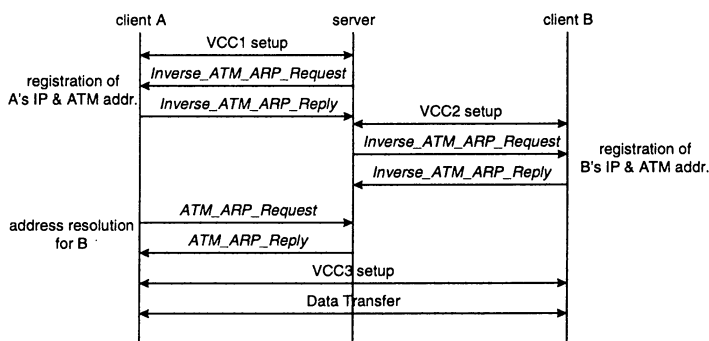 client A
server
client B
VCC1 setup
Inverse_ATM_ARP_Request
registration of
A's IP & ATM addr.
Inverse_ATM_ARP_Reply
VCC2 setup
Inverse_ATM_ARP_Request
registration of
B's IP & ATM addr.
Inverse_ATM_ARP_Reply
ATM_ARP_Request
address resolution
for B
ATM_ARP_Reply
VCC3 setup
Data Transfer